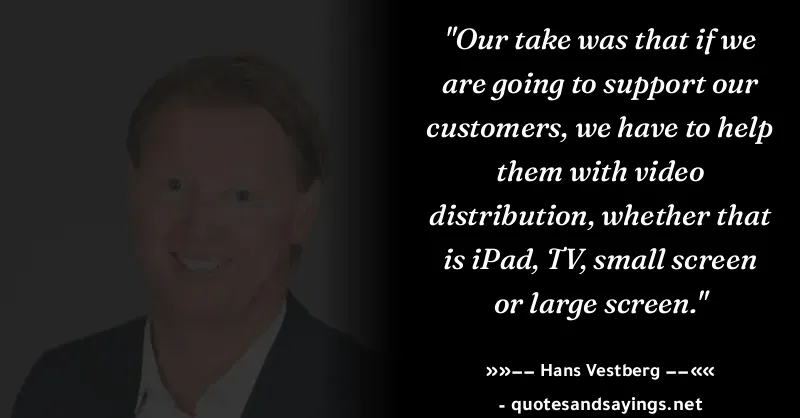 "Our take was that if we
are going to support our
customers, we have to help
them with video
distribution, whether that
is iPad, TV, small screen
or large screen."
»»−− Hans Vestberg −−««
- quotesandsayings.net